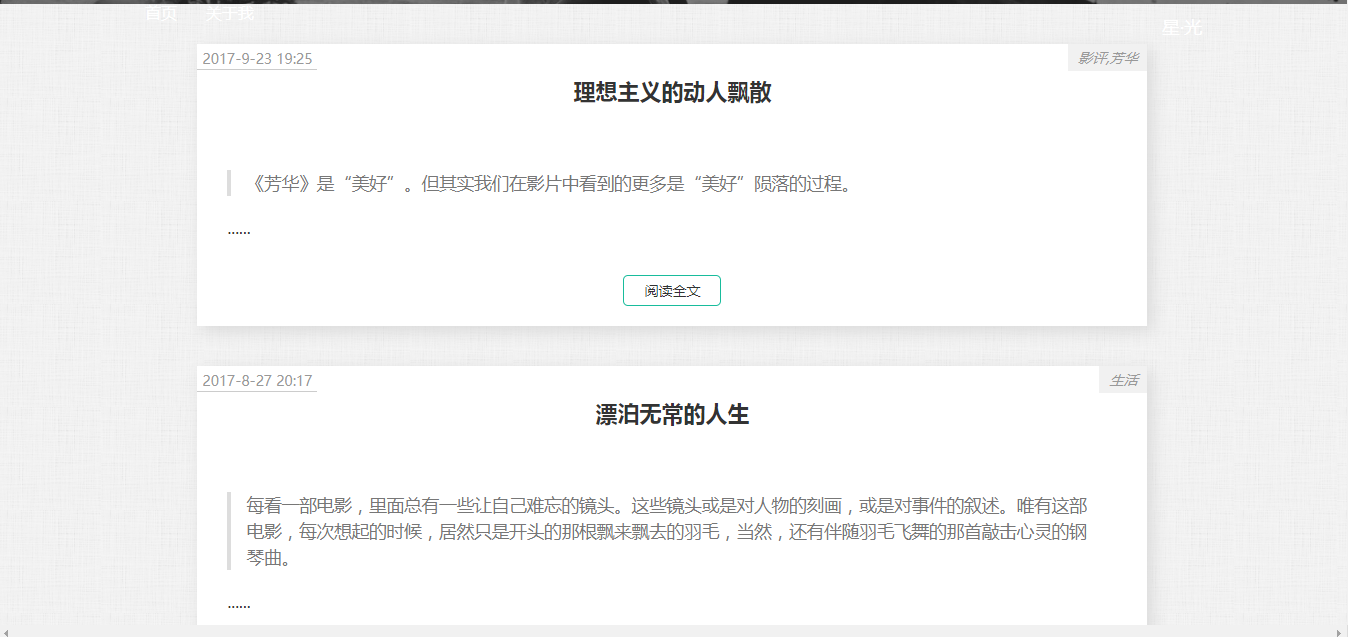 首页 关于我
星光
2017-9-23 19:25
影评,芳华
理想主义的动人飘散
《芳华》是“美好”。但其实我们在影片中看到的更多是“美好”陨落的过程。
......
阅读全文
2017-8-27 20:17
生活
漂泊无常的人生
每看一部电影，里面总有一些让自己难忘的镜头。这些镜头或是对人物的刻画，或是对事件的叙述。唯有这部
电影，每次想起的时候，居然只是开头的那根飘来飘去的羽毛，当然，还有伴随羽毛飞舞的那首敲击心灵的钢
琴曲。
......